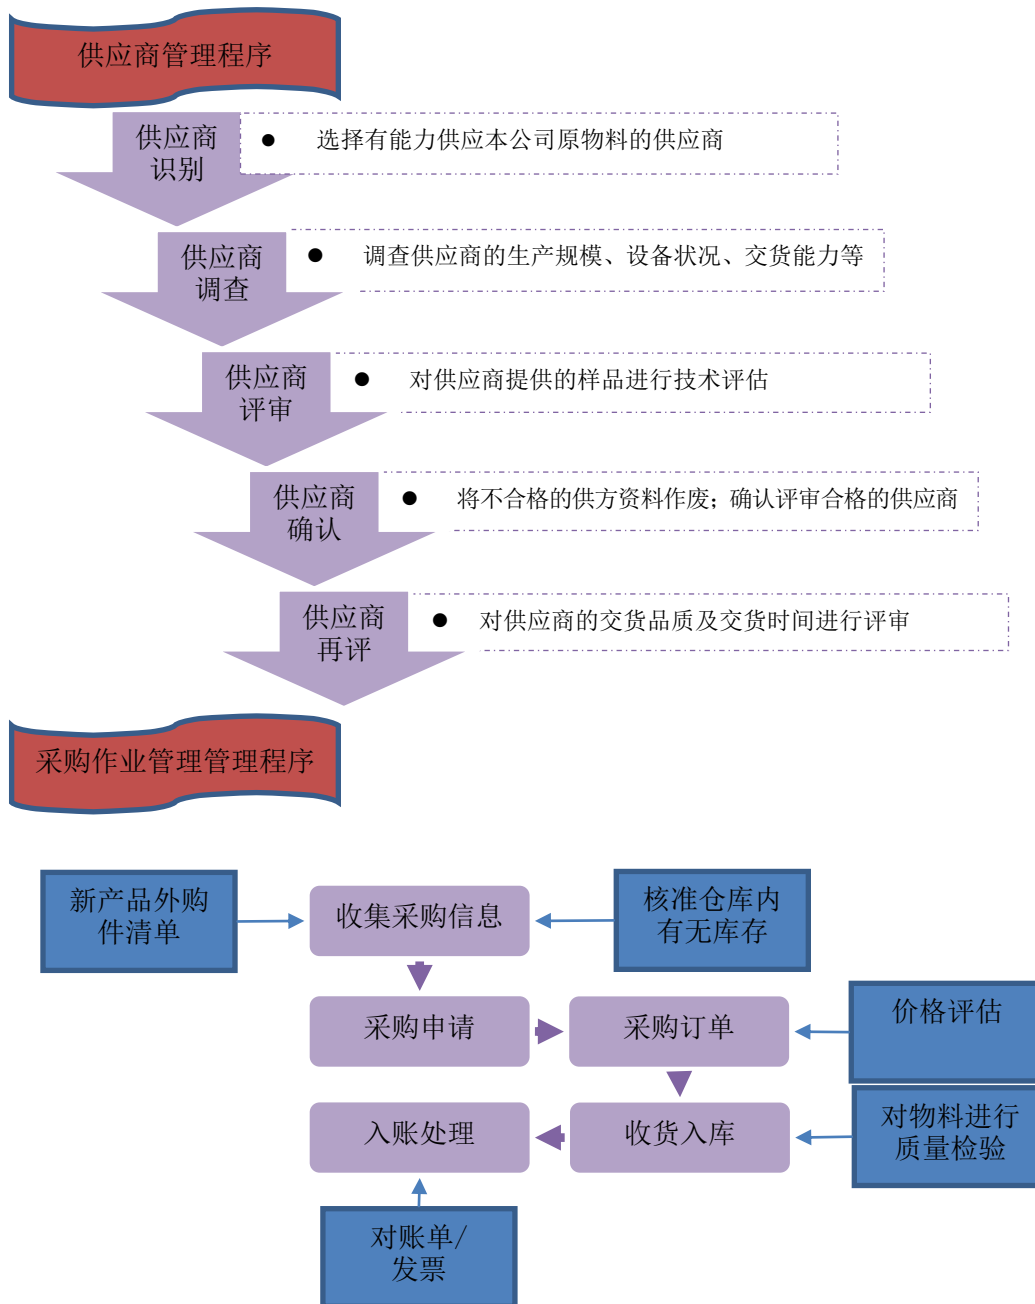 供应商管理程序
供应商
识别
● 选择有能力供应本公司原物料的供应商
供应商
调查
● 调查供应商的生产规模、设备状况、交货能力等
供应商
评审
● 对供应商提供的样品进行技术评估
供应商
确认
● 将不合格的供方资料作废；确认评审合格的供应商
供应商
再评
● 对供应商的交货品质及交货时间进行评审
采购作业管理管理程序
新产品外购
件清单
收集采购信息
核准仓库内
有无库存
采购申请
采购订单
价格评估
入账处理
收货入库
对物料进行
质量检验
对账单/
发票